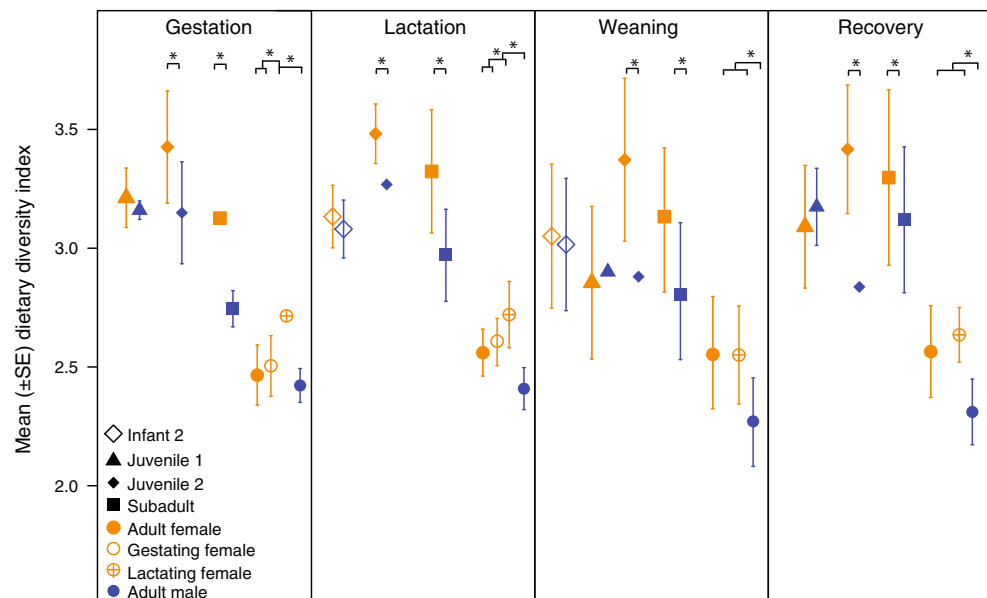 Gestation
Lactation
Weaning
Recovery
* * * *
* * * *
* * *
* * *
Mean (±SE) dietary diversity index
3.5
3.0
2.5
2.0
Infant 2
Juvenile 1
Juvenile 2
Subadult
Adult female
Gestating female
Lactating female
Adult male